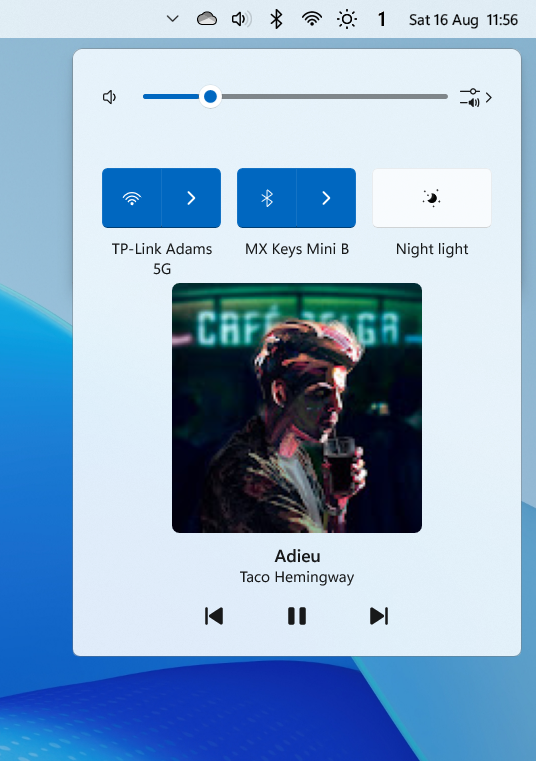 1 Sat 16 Aug 11:56
TP-Link Adams
5G
MX Keys Mini B
Night light
CAFÉ BELGA
Adieu
Taco Hemingway